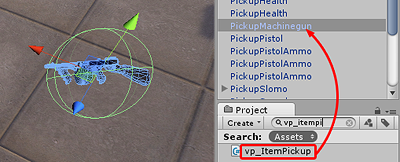 PickupHealth
PickupHealth
PickupMachinegun
PickupPistol
PickupPistolAmmo
PickupPistolAmmo
PickupPistolAmmo
PickupSlomo
Project
Create
vp_itempi
Search:
Assets
vp_ItemPickup